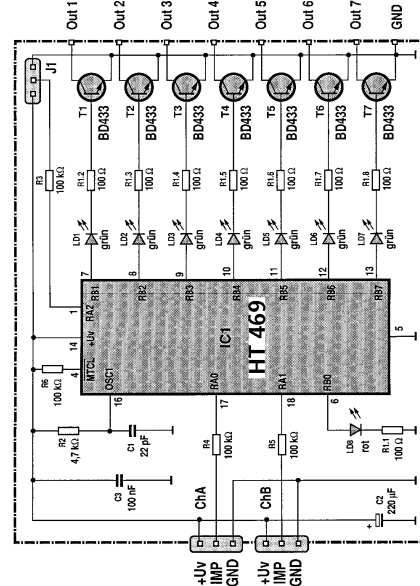 Out 1
Out 2
Out 3
Out 4
Out 5
Out 6
Out 7
GND
J1
T1
BD433
T2
BD433
T3
BD433
T4
BD433
T5
BD433
T6
BD433
T7
BD433
R3
100 kΩ
R1.2
100 Ω
R1.3
100 Ω
R1.4
100 Ω
R1.5
100 Ω
R1.6
100 Ω
R1.7
100 Ω
R1.8
100 Ω
LD1
grün
LD2
grün
LD3
grün
LD4
grün
LD5
grün
LD6
grün
LD7
grün
1
7
8
9
10
11
12
13
RA2
RB1
RB2
RB3
RB4
RB5
RB6
RB7
14
+Uv
4
MTCL
OSC1
16
IC1
HT 469
5
RA0
17
RA1
18
RB0
6
R6
100 kΩ
R2
4,7 kΩ
C1
22 pF
C3
100 nF
R4
100 kΩ
R5
100 kΩ
LD8
rot
R1.1
100 Ω
ChA
+Uv
IMP
GND
ChB
+Uv
IMP
GND
+
C2
220 µF